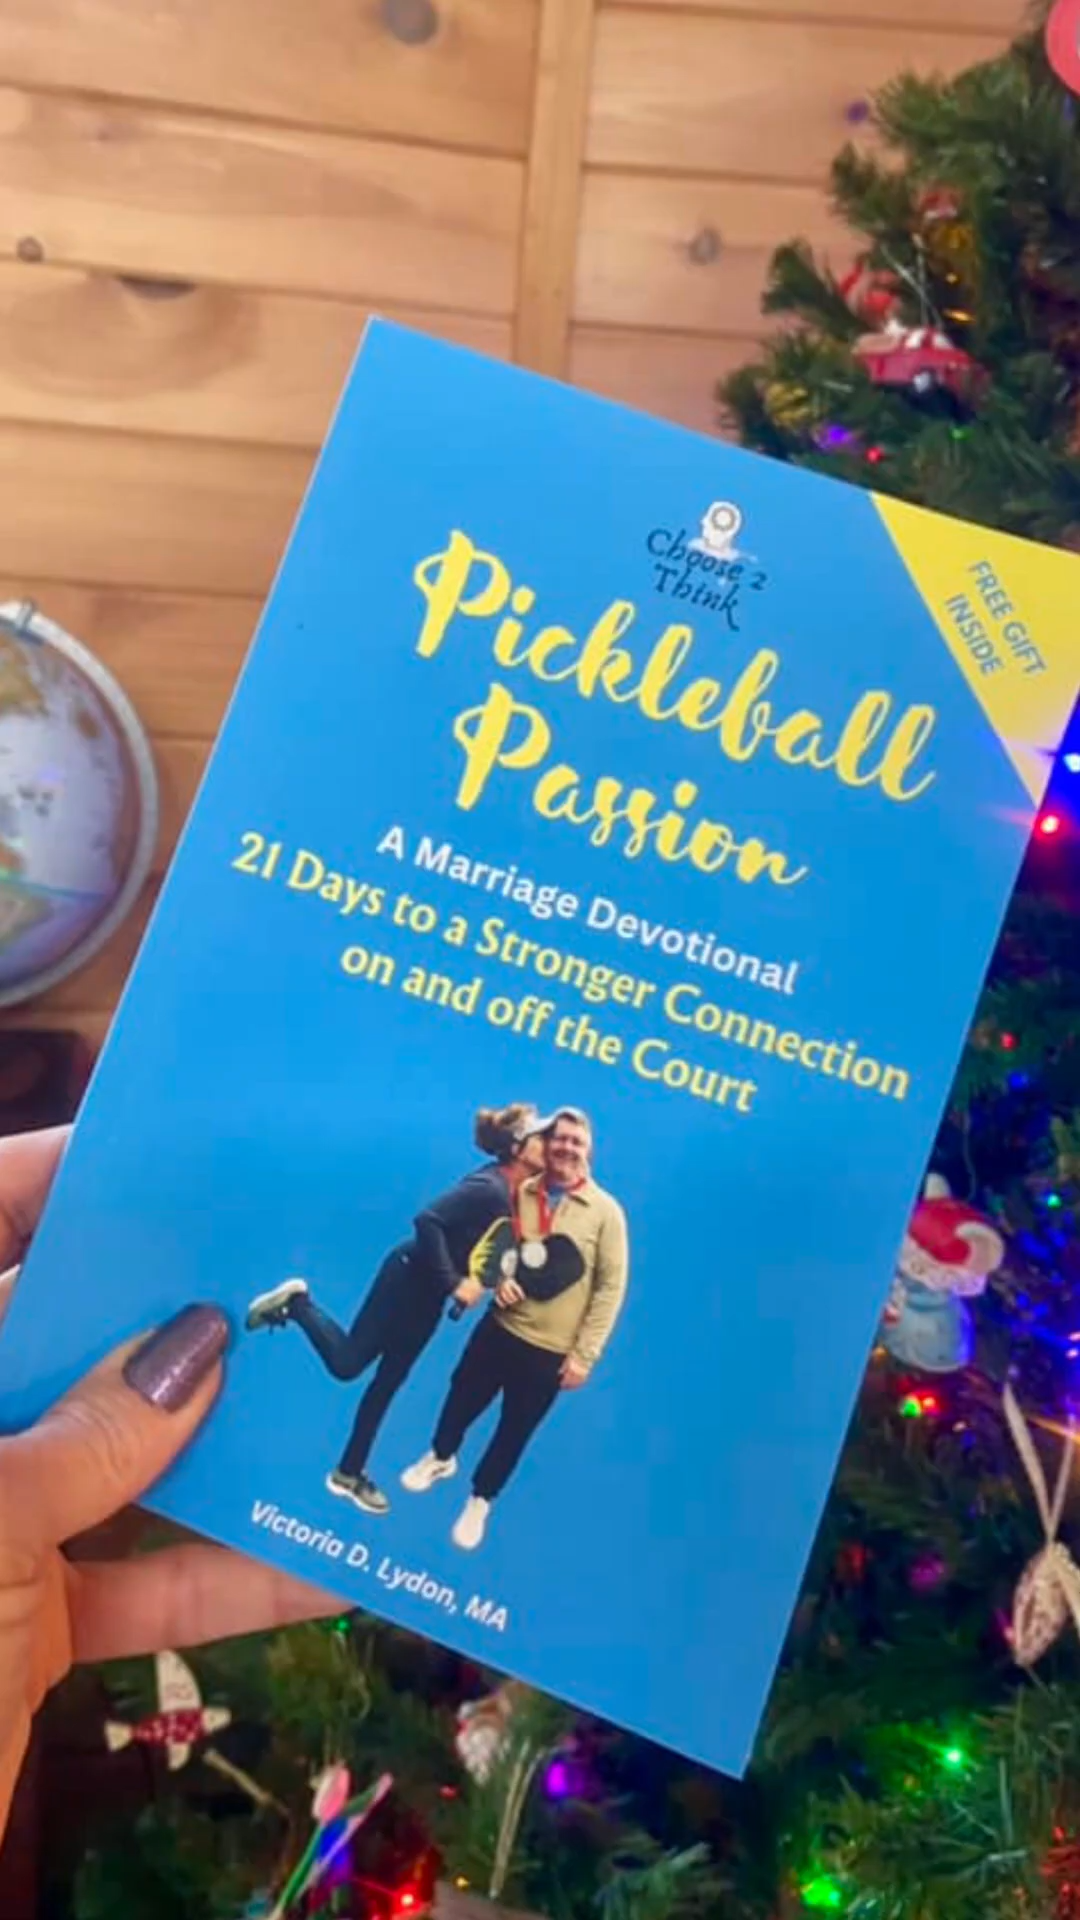 Choose 2
Think
FREE GIFT
INSIDE
Pickleball
Passion
A Marriage Devotional
21 Days to a Stronger Connection
on and off the Court
Victoria D. Lydon, MA